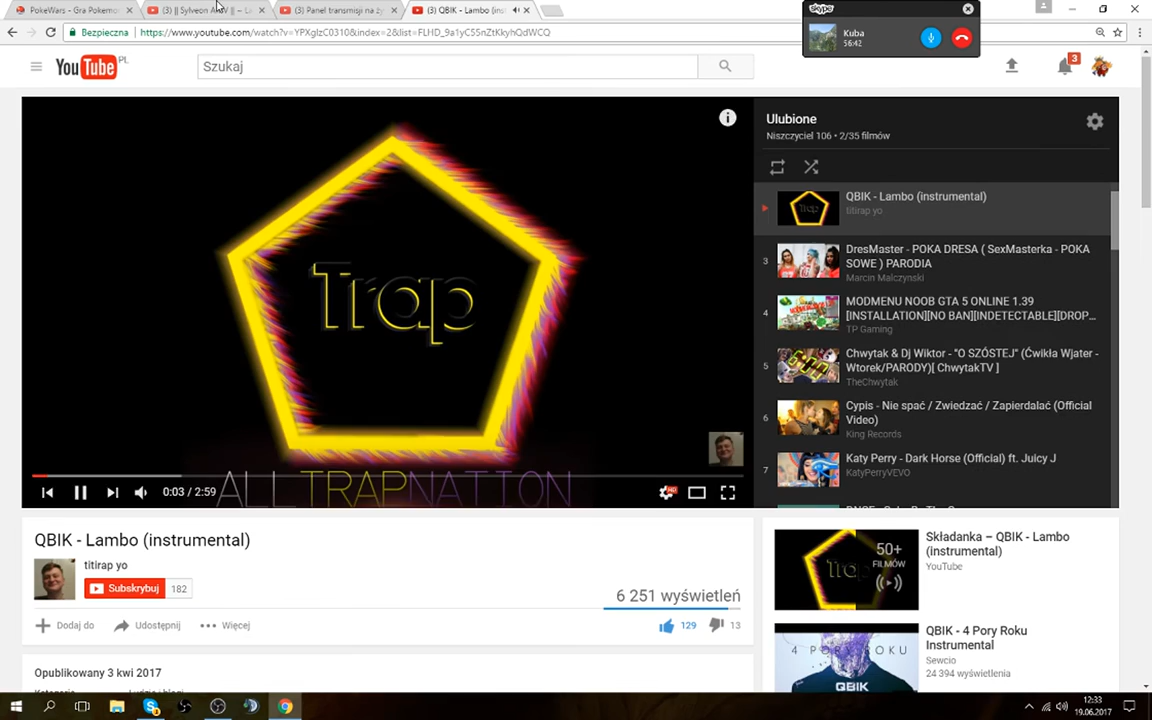 PokeWars - Gra Pokemo
(3) || Sylveon
(3) Panel transmisji na ży
(3) QBIK - Lambo (ins
Skype
Kuba
56:42
Bezpieczna
https://www.youtube.com/watch?v=YPXglzC0310&index=2&list=FLHD_9a1yCS5nZtKkyhQdWCQ
YouTube PL
Szukaj
3
Trap
ALL TRAPNATION
0:03 / 2:59
HD
Ulubione
Niszczyciel 106 • 2/35 filmów
Trap
QBIK - Lambo (instrumental)
titirap yo
3
DresMaster - POKA DRESA ( SexMasterka - POKA
SOWE ) PARODIA
Marcin Malczynski
4
MODMENU NOOB GTA 5 ONLINE 1.39
[INSTALLATION][NO BAN][INDETECTABLE][DROP...
TP Gaming
5
Chwytak & Dj Wiktor - "O SZÓSTEJ" (Ćwikła Wjater -
Wtorek/PARODY)[ ChwytakTV ]
TheChwytak
6
Cypis - Nie spać / Zwiedzać / Zapierdalać (Official
Video)
King Records
7
Katy Perry - Dark Horse (Official) ft. Juicy J
KatyPerryVEVO
QBIK - Lambo (instrumental)
titirap yo
Subskrybuj 182
6 251 wyświetleń
Dodaj do
Udostępnij
Więcej
129
13
Opublikowany 3 kwi 2017
50+
FILMÓW
Składanka – QBIK - Lambo
(instrumental)
YouTube
4 PORY ROKU
QBIK
QBIK - 4 Pory Roku
Instrumental
Sewcio
24 394 wyświetlenia
12:33
19.06.2017